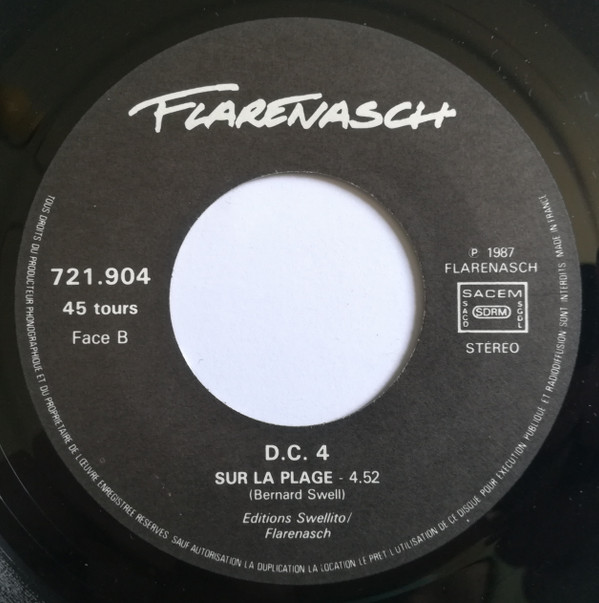 FLARENASCH
721.904
45 tours
Face B
℗ 1987
FLARENASCH
SACEM
SACD SDRM SGDL
STEREO
D.C. 4
SUR LA PLAGE - 4.52
(Bernard Swell)
Editions Swellito/
Flarenasch
TOUS DROITS DU PRODUCTEUR PHONOGRAPHIQUE ET DU PROPRIETAIRE DE L'ŒUVRE ENREGISTREE RESERVES SAUF AUTORISATION LA DUPLICATION LA LOCATION LE PRET L'UTILISATION DE CE DISQUE POUR EXECUTION PUBLIQUE ET RADIODIFFUSION SONT INTERDITS MADE IN FRANCE